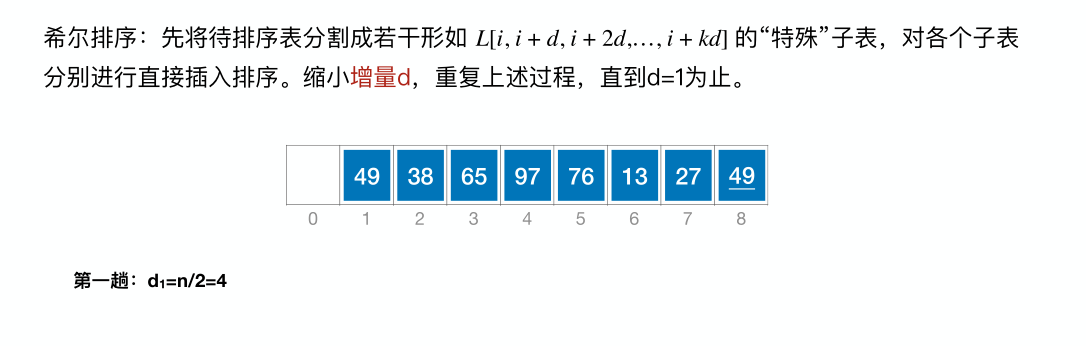 希尔排序：先将待排序表分割成若干形如 L[i, i + d, i + 2d,…, i + kd] 的“特殊”子表，对各个子表
分别进行直接插入排序。缩小增量d，重复上述过程，直到d=1为止。
49 38 65 97 76 13 27 49
0 1 2 3 4 5 6 7 8
第一趟：d₁=n/2=4